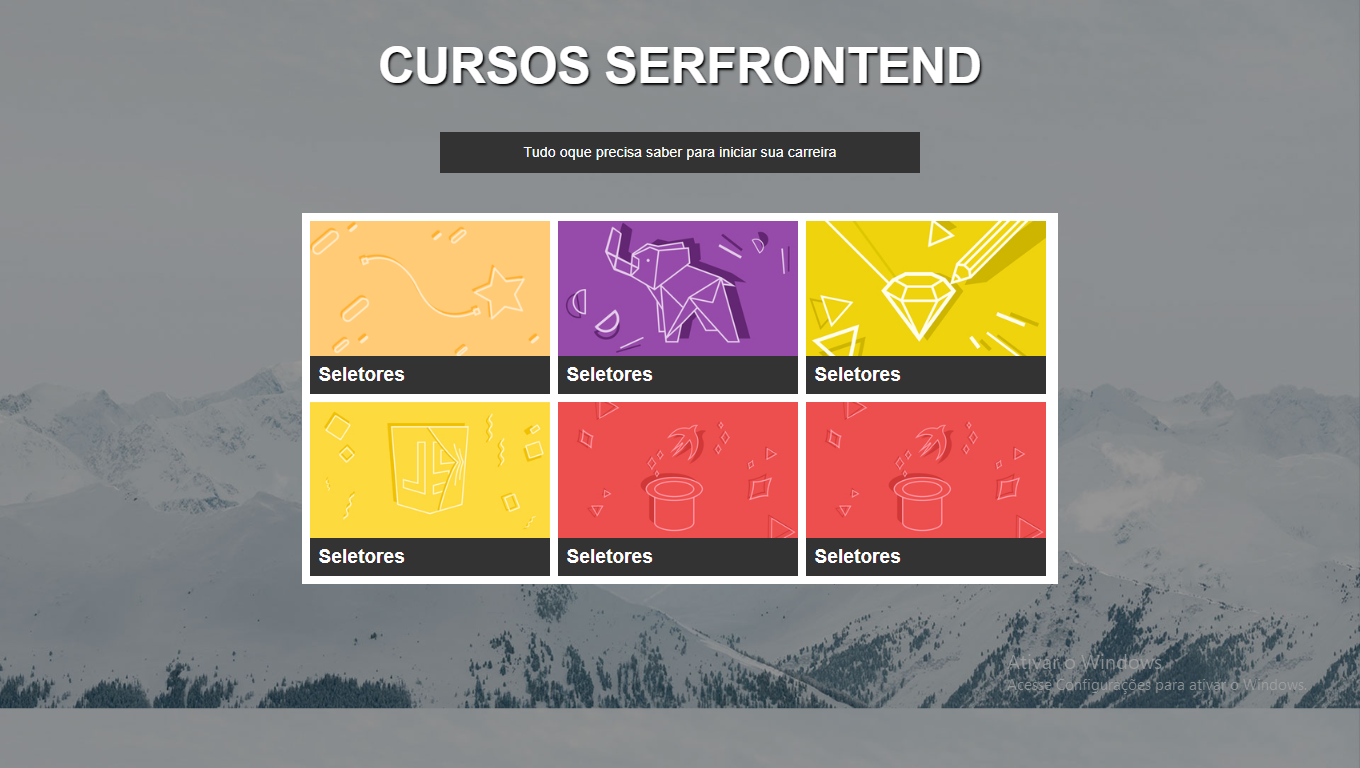 CURSOS SERFRONTEND
Tudo oque precisa saber para iniciar sua carreira
Seletores
Seletores
Seletores
JS
Seletores
Seletores
Seletores
Ativar o Windows
Acesse Configurações para ativar o Windows.